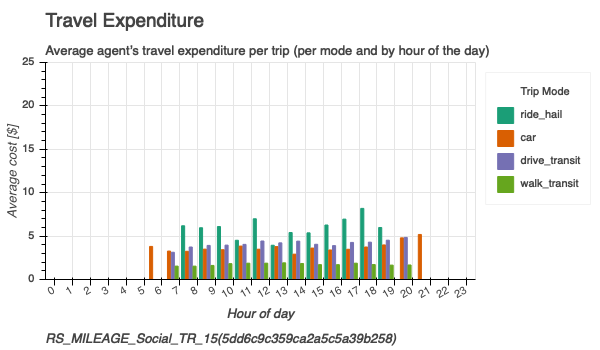 Travel Expenditure
Average agent's travel expenditure per trip (per mode and by hour of the day)
25
20
15
10
5
0
Average cost [$]
0 1 2 3 4 5 6 7 8 9 10 11 12 13 14 15 16 17 18 19 20 21 22 23
Hour of day
Trip Mode
ride_hail
car
drive_transit
walk_transit
RS_MILEAGE_Social_TR_15(5dd6c9c359ca2a5c5a39b258)